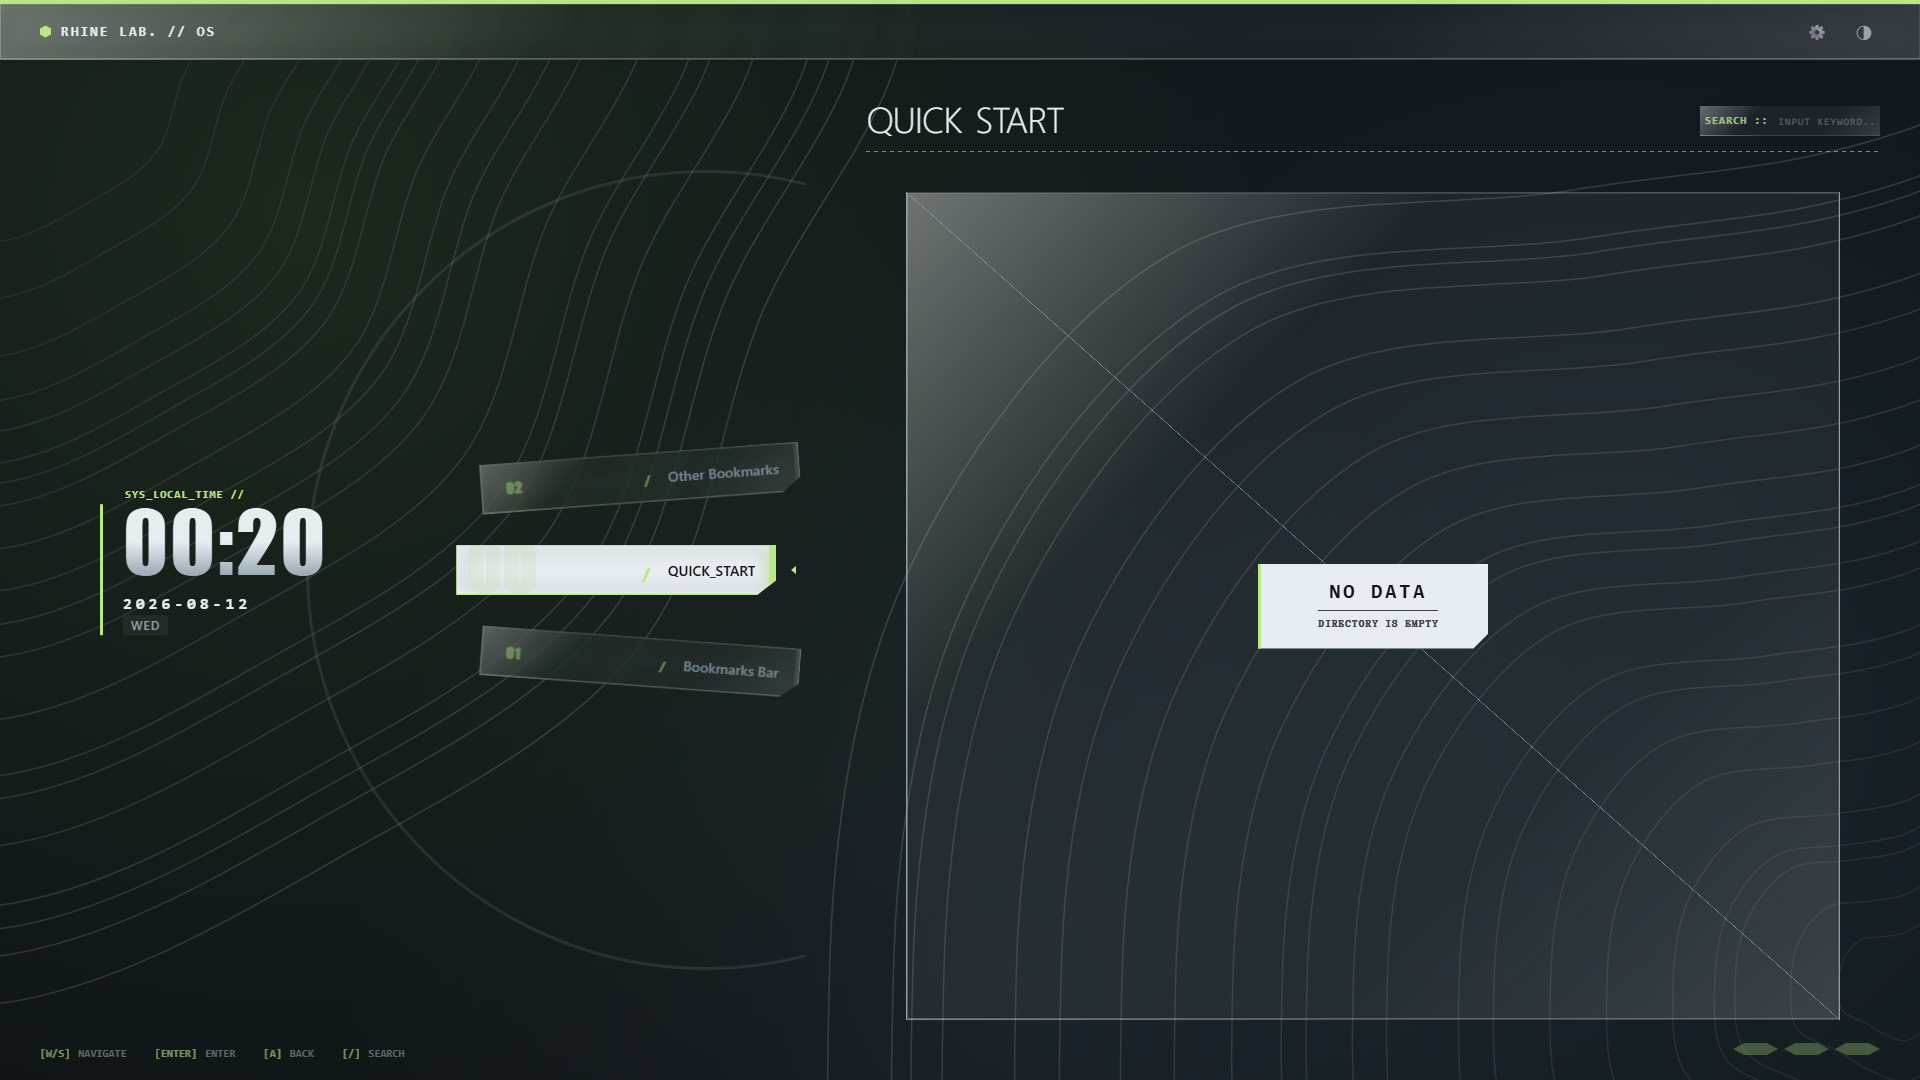 RHINE LAB. // OS
QUICK START
SEARCH :: INPUT KEYWORD..
02 / Other Bookmarks
SYS_LOCAL_TIME //
00:20
2026-08-12
WED
/ QUICK_START
01 / Bookmarks Bar
NO DATA
DIRECTORY IS EMPTY
[W/S] NAVIGATE [ENTER] ENTER [A] BACK [/] SEARCH